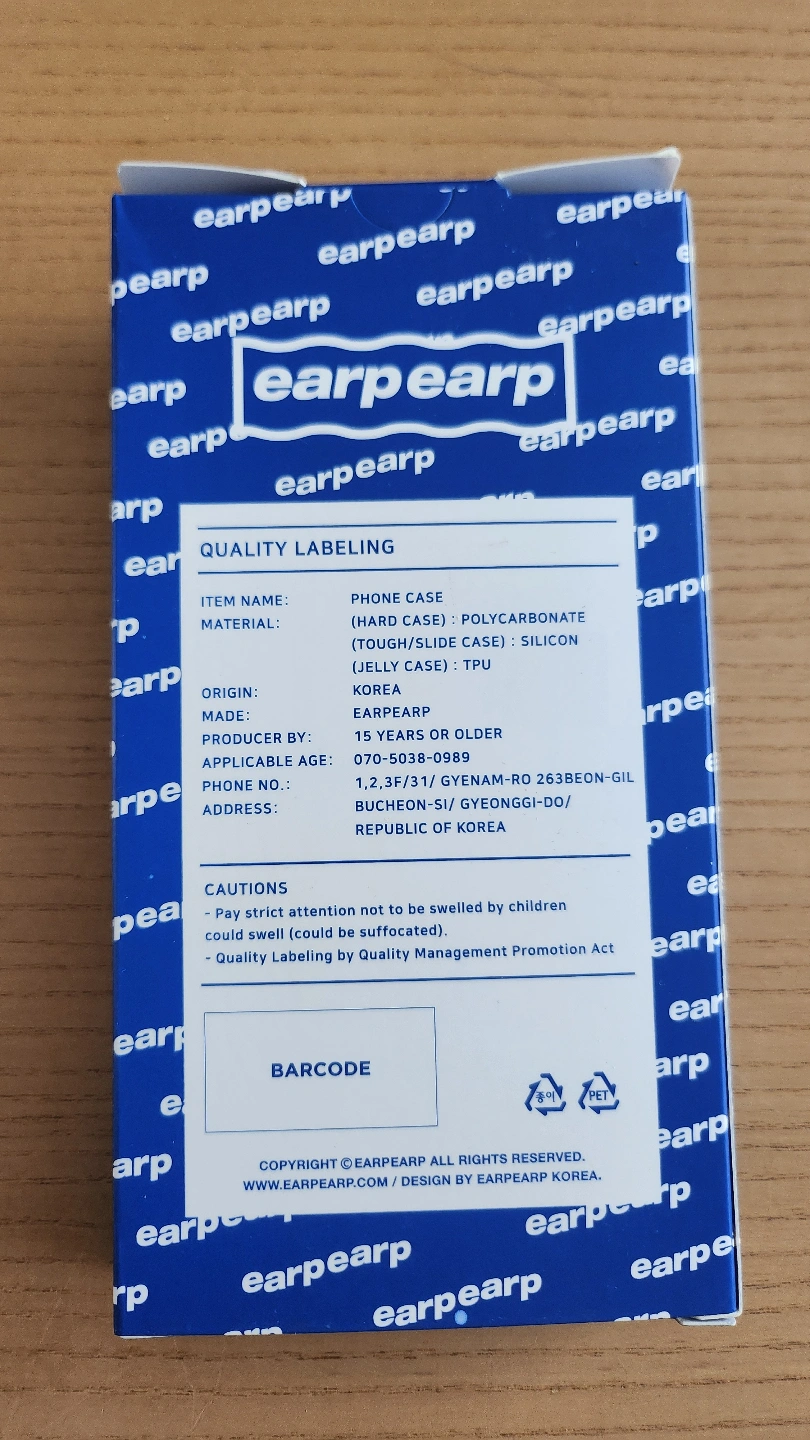 earpearp
QUALITY LABELING
ITEM NAME: PHONE CASE
MATERIAL: (HARD CASE) : POLYCARBONATE
(TOUGH/SLIDE CASE) : SILICON
(JELLY CASE) : TPU
ORIGIN: KOREA
MADE: EARPEARP
PRODUCER BY: 15 YEARS OR OLDER
APPLICABLE AGE: 070-5038-0989
PHONE NO.: 1,2,3F/31/ GYENAM-RO 263BEON-GIL
ADDRESS: BUCHEON-SI/ GYEONGGI-DO/
REPUBLIC OF KOREA
CAUTIONS
- Pay strict attention not to be swelled by children
could swell (could be suffocated).
- Quality Labeling by Quality Management Promotion Act
BARCODE
종이 PET
COPYRIGHT ©EARPEARP ALL RIGHTS RESERVED.
WWW.EARPEARP.COM / DESIGN BY EARPEARP KOREA.